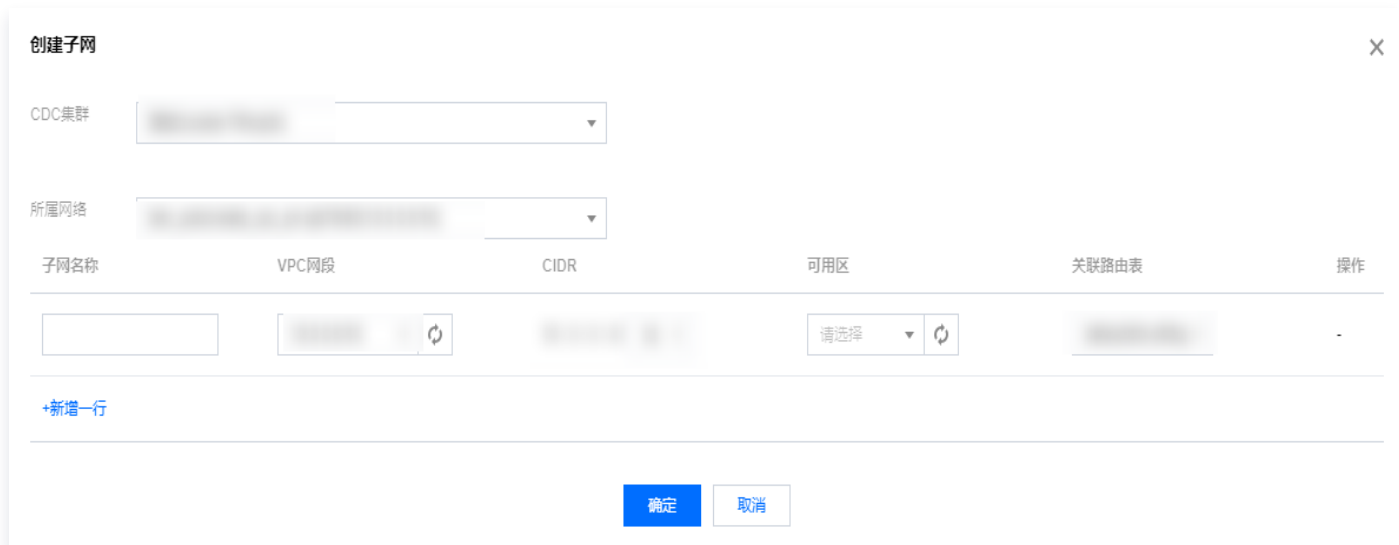 创建子网
CDC集群
所属网络
子网名称 VPC网段 CIDR 可用区 关联路由表 操作
请选择 -
+新增一行
确定 取消